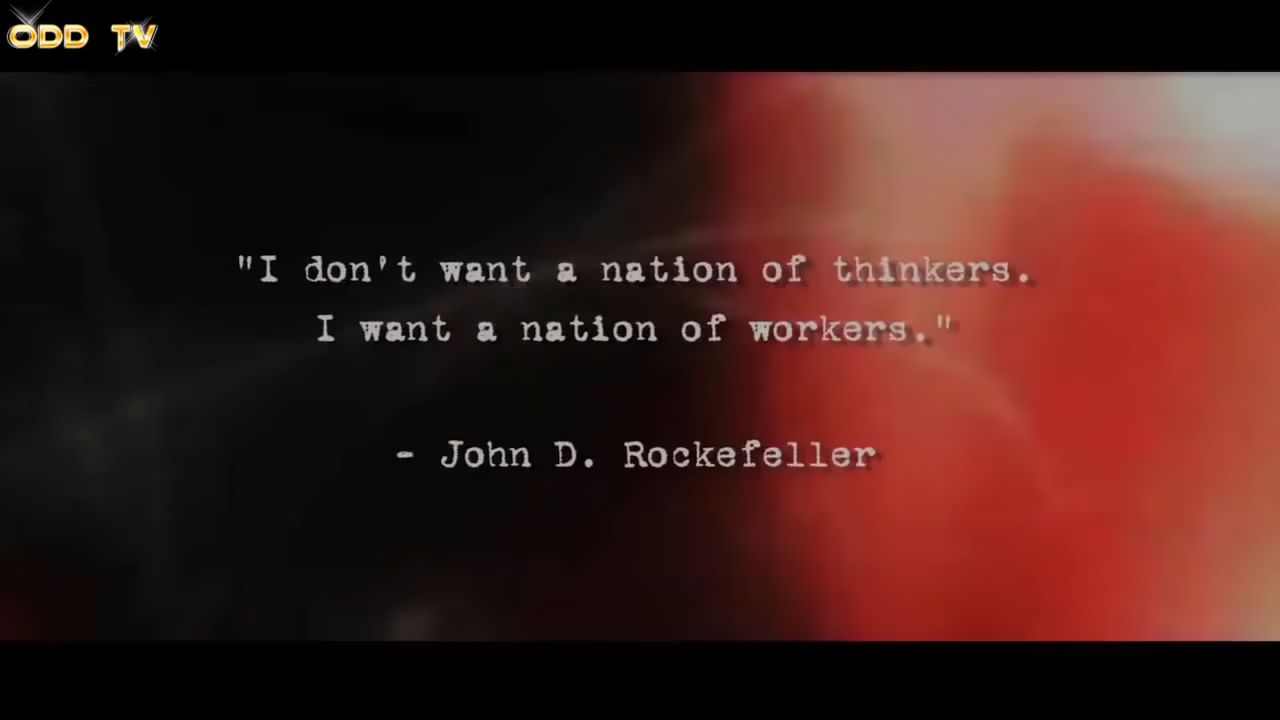 ODD TV
"I don't want a nation of thinkers.
I want a nation of workers."
- John D. Rockefeller